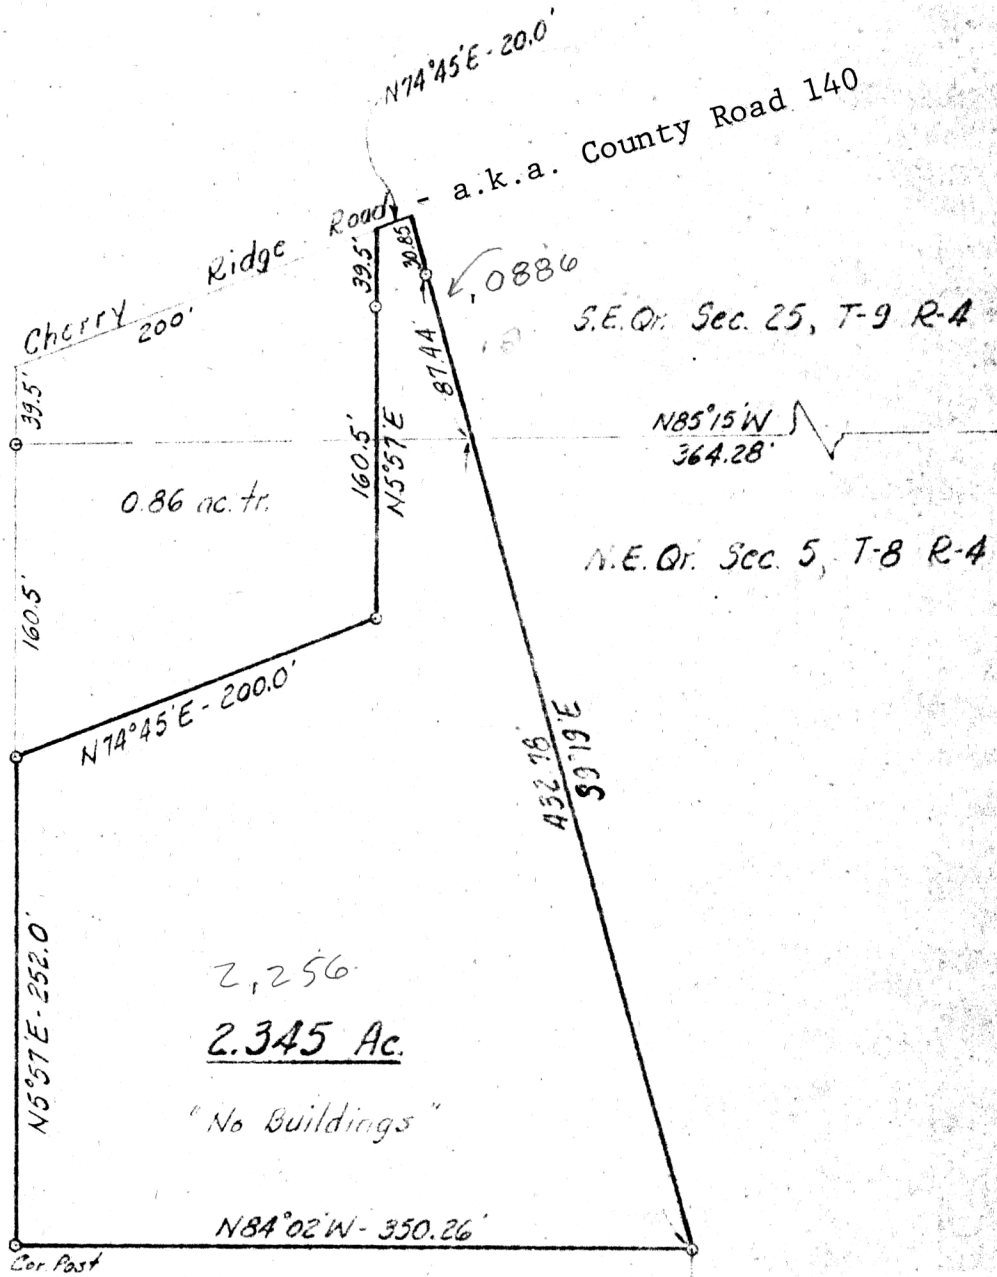 N74°45'E - 20.0'
Cherry Ridge Road - a.k.a. County Road 140
200'
39.5'
39.5'
30.85'
.0886
87.44'
S.E.Qr. Sec. 25, T-9 R-4
N85°15'W
364.28'
0.86 ac. tr.
160.5'
N5°57'E
N.E.Qr. Sec. 5, T-8 R-4
160.5'
N74°45'E - 200.0'
432.78'
S9°19'E
N5°57'E - 252.0'
2,256
2.345 Ac.
"No Buildings"
N84°02'W - 350.26'
Cor. Post